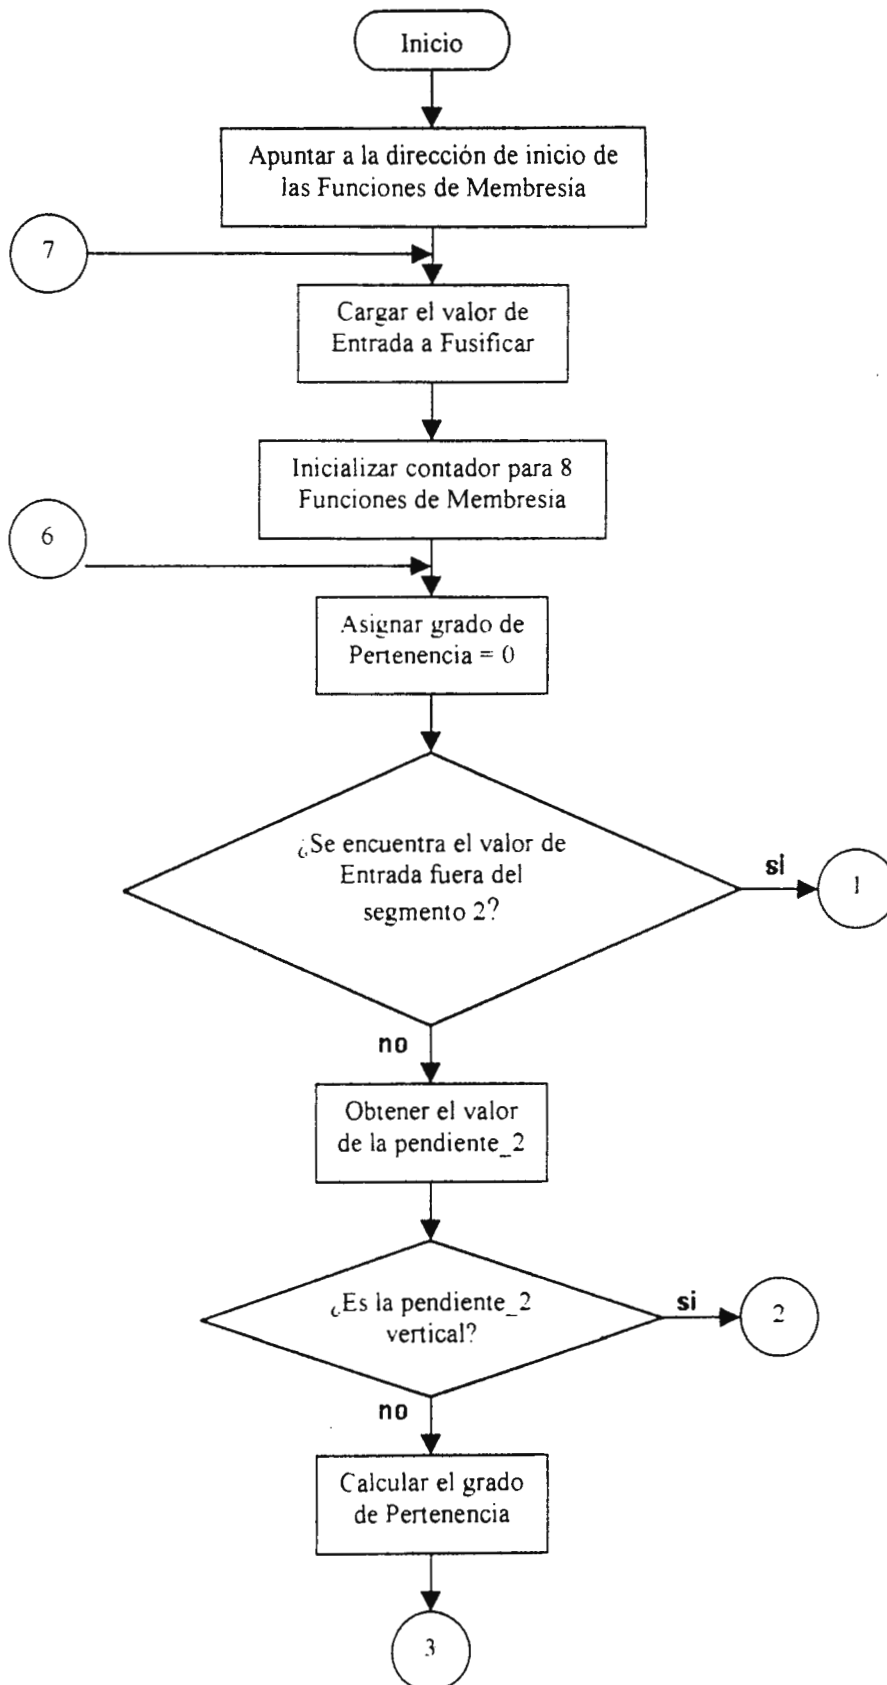 Inicio
Apuntar a la dirección de inicio de
las Funciones de Membresía
7
Cargar el valor de
Entrada a Fusificar
Inicializar contador para 8
Funciones de Membresia
6
Asignar grado de
Pertenencia = 0
¿Se encuentra el valor de
Entrada fuera del
segmento 2?
si
1
no
Obtener el valor
de la pendiente_2
¿Es la pendiente_2
vertical?
si
2
no
Calcular el grado
de Pertenencia
3